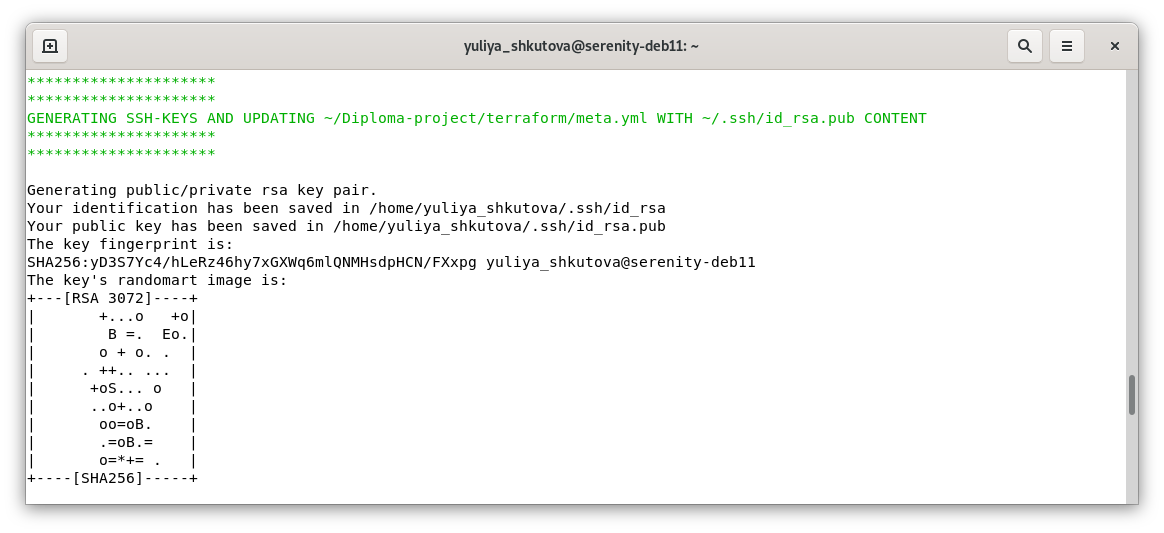 yuliya_shkutova@serenity-deb11: ~
*********************
*********************
GENERATING SSH-KEYS AND UPDATING ~/Diploma-project/terraform/meta.yml WITH ~/.ssh/id_rsa.pub CONTENT
*********************
*********************

Generating public/private rsa key pair.
Your identification has been saved in /home/yuliya_shkutova/.ssh/id_rsa
Your public key has been saved in /home/yuliya_shkutova/.ssh/id_rsa.pub
The key fingerprint is:
SHA256:yD3S7Yc4/hLeRz46hy7xGXWq6mlQNMHsdpHCN/FXxpg yuliya_shkutova@serenity-deb11
The key's randomart image is:
+---[RSA 3072]----+
|       +...o   +o|
|        B =.  Eo.|
|       o + o. .  |
|     . ++.. ...  |
|      +oS... o   |
|      ..o+..o    |
|       oo=oB.    |
|       .=oB.=    |
|       o=*+= .   |
+----[SHA256]-----+